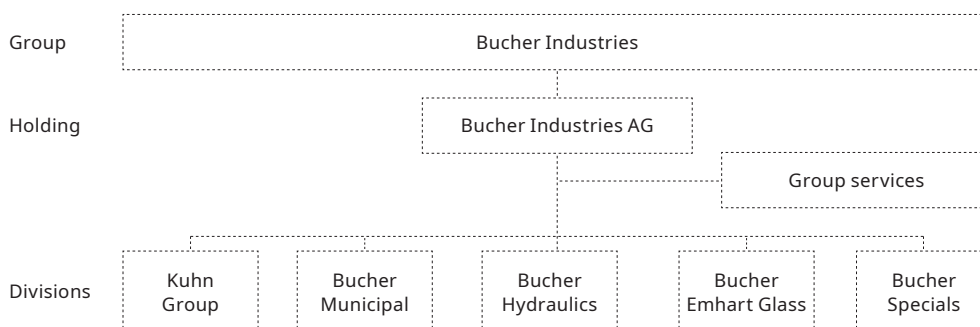 Group
Bucher Industries
Holding
Bucher Industries AG
Group services
Divisions
Kuhn
Group
Bucher
Municipal
Bucher
Hydraulics
Bucher
Emhart Glass
Bucher
Specials